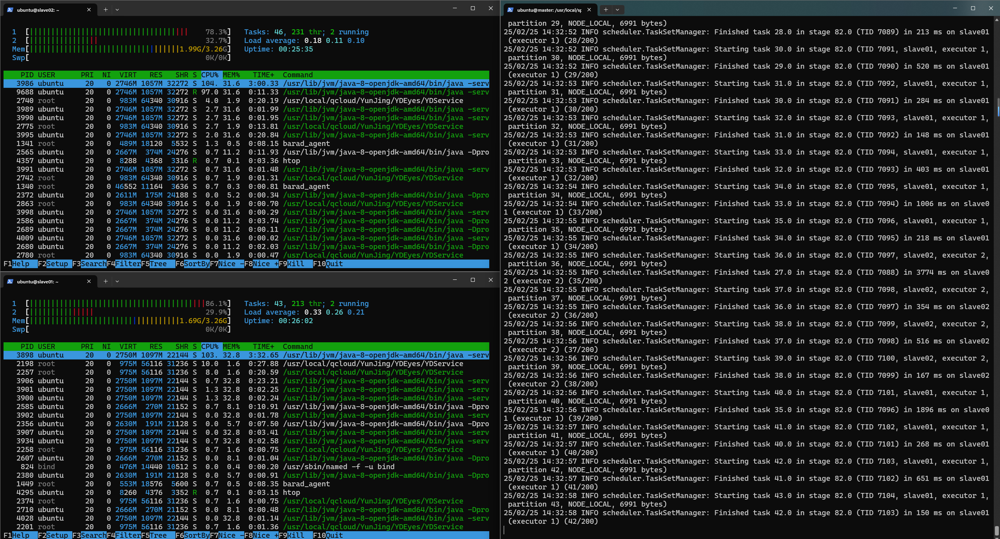 ubuntu@slave02: ~
1  [||||||||||||||||||||||||||||||||||||| 78.3%]   Tasks: 46, 231 thr; 2 running
2  [|||||||||||||||| 32.7%]   Load average: 0.18 0.11 0.10
Mem[|||||||||||||||||||||||||||||||||||1.99G/3.26G]   Uptime: 00:25:35
Swp[ 0K/0K]
PID USER PRI NI VIRT RES SHR S CPU% MEM% TIME+ Command
3986 ubuntu 20 0 2746M 1057M 32272 S 104. 31.6 3:00.33 /usr/lib/jvm/java-8-openjdk-amd64/bin/java -serv
9688 ubuntu 20 0 2746M 1057M 32272 R 97.0 31.6 0:11.33 /usr/lib/jvm/java-8-openjdk-amd64/bin/java -serv
2740 root 20 0 983M 64340 30916 S 4.0 1.9 0:20.19 /usr/local/qcloud/YunJing/YDEyes/YDService
3989 ubuntu 20 0 2746M 1057M 32272 S 2.7 31.6 0:01.99 /usr/lib/jvm/java-8-openjdk-amd64/bin/java -serv
3990 ubuntu 20 0 2746M 1057M 32272 S 2.7 31.6 0:01.95 /usr/lib/jvm/java-8-openjdk-amd64/bin/java -serv
2775 root 20 0 983M 64340 30916 S 2.7 1.9 0:13.81 /usr/local/qcloud/YunJing/YDEyes/YDService
3995 ubuntu 20 0 2746M 1057M 32272 S 2.0 31.6 0:20.84 /usr/lib/jvm/java-8-openjdk-amd64/bin/java -serv
1341 root 20 0 489M 18120 5532 S 1.3 0.5 0:08.15 barad_agent
2565 ubuntu 20 0 2667M 374M 24276 S 0.7 11.2 0:11.93 /usr/lib/jvm/java-8-openjdk-amd64/bin/java -Dpro
4357 ubuntu 20 0 8288 4368 3316 R 0.7 0.1 0:03.36 htop
3991 ubuntu 20 0 2746M 1057M 32272 S 0.7 31.6 0:01.48 /usr/lib/jvm/java-8-openjdk-amd64/bin/java -serv
2742 root 20 0 983M 64340 30916 S 0.7 1.9 0:01.31 /usr/local/qcloud/YunJing/YDEyes/YDService
1340 root 20 0 46552 11164 3636 S 0.7 0.3 0:00.81 barad_agent
2372 ubuntu 20 0 2611M 175M 24188 S 0.0 5.2 0:00.34 /usr/lib/jvm/java-8-openjdk-amd64/bin/java -Dpro
2863 root 20 0 983M 64340 30916 S 0.0 1.9 0:00.70 /usr/local/qcloud/YunJing/YDEyes/YDService
3998 ubuntu 20 0 2746M 1057M 32272 S 0.0 31.6 0:00.29 /usr/lib/jvm/java-8-openjdk-amd64/bin/java -serv
2586 ubuntu 20 0 2667M 374M 24276 S 0.0 11.2 0:03.74 /usr/lib/jvm/java-8-openjdk-amd64/bin/java -Dpro
2689 ubuntu 20 0 2667M 374M 24276 S 0.0 11.2 0:00.11 /usr/lib/jvm/java-8-openjdk-amd64/bin/java -Dpro
4009 ubuntu 20 0 2746M 1057M 32272 S 0.0 31.6 0:00.02 /usr/lib/jvm/java-8-openjdk-amd64/bin/java -serv
2680 ubuntu 20 0 2667M 374M 24276 S 0.0 11.2 0:02.03 /usr/lib/jvm/java-8-openjdk-amd64/bin/java -Dpro
2780 root 20 0 983M 64340 30916 S 0.0 1.9 0:00.47 /usr/local/qcloud/YunJing/YDEyes/YDService
F1Help  F2Setup F3SearchF4FilterF5Tree  F6SortByF7Nice -F8Nice +F9Kill  F10Quit
ubuntu@slave01: ~
1  [||||||||||||||||||||||||||||||||||||||||| 86.1%]   Tasks: 43, 213 thr; 2 running
2  [||||||||||||||| 29.9%]   Load average: 0.33 0.26 0.21
Mem[|||||||||||||||||||||||||||||||||||1.69G/3.26G]   Uptime: 00:26:02
Swp[ 0K/0K]
PID USER PRI NI VIRT RES SHR S CPU% MEM% TIME+ Command
3898 ubuntu 20 0 2750M 1097M 22144 S 103. 32.8 3:32.65 /usr/lib/jvm/java-8-openjdk-amd64/bin/java -serv
2198 root 20 0 975M 56116 31236 S 10.0 1.6 0:27.88 /usr/local/qcloud/YunJing/YDEyes/YDService
2257 root 20 0 975M 56116 31236 S 8.0 1.6 0:20.59 /usr/local/qcloud/YunJing/YDEyes/YDService
3906 ubuntu 20 0 2750M 1097M 22144 S 0.7 32.8 0:23.21 /usr/lib/jvm/java-8-openjdk-amd64/bin/java -serv
3901 ubuntu 20 0 2750M 1097M 22144 S 1.3 32.8 0:02.25 /usr/lib/jvm/java-8-openjdk-amd64/bin/java -serv
3900 ubuntu 20 0 2750M 1097M 22144 S 1.3 32.8 0:02.24 /usr/lib/jvm/java-8-openjdk-amd64/bin/java -serv
2585 ubuntu 20 0 2666M 270M 21152 S 0.7 8.1 0:10.91 /usr/lib/jvm/java-8-openjdk-amd64/bin/java -Dpro
3902 ubuntu 20 0 2750M 1097M 22144 S 0.0 32.8 0:01.78 /usr/lib/jvm/java-8-openjdk-amd64/bin/java -serv
2356 ubuntu 20 0 2630M 191M 21128 S 0.0 5.7 0:07.50 /usr/lib/jvm/java-8-openjdk-amd64/bin/java -Dpro
3907 ubuntu 20 0 2750M 1097M 22144 S 0.0 32.8 0:03.41 /usr/lib/jvm/java-8-openjdk-amd64/bin/java -serv
3934 ubuntu 20 0 2750M 1097M 22144 S 0.7 32.8 0:02.58 /usr/lib/jvm/java-8-openjdk-amd64/bin/java -serv
2258 root 20 0 975M 56116 31236 S 0.7 1.6 0:00.75 /usr/local/qcloud/YunJing/YDEyes/YDService
2607 ubuntu 20 0 2666M 270M 21152 S 0.0 8.1 0:01.04 /usr/lib/jvm/java-8-openjdk-amd64/bin/java -Dpro
824 bind 20 0 476M 14440 10512 S 0.0 0.4 0:00.20 /usr/sbin/named -f -u bind
2380 ubuntu 20 0 2630M 191M 21128 S 0.0 5.7 0:00.91 /usr/lib/jvm/java-8-openjdk-amd64/bin/java -Dpro
1449 root 20 0 553M 18576 5600 S 0.7 0.5 0:08.35 barad_agent
4295 ubuntu 20 0 8260 4376 3352 R 0.7 0.1 0:03.15 htop
2374 root 20 0 975M 56116 31236 S 0.7 1.6 0:00.75 /usr/local/qcloud/YunJing/YDEyes/YDService
2710 ubuntu 20 0 2666M 270M 21152 S 0.0 8.1 0:00.48 /usr/lib/jvm/java-8-openjdk-amd64/bin/java -Dpro
4028 ubuntu 20 0 2750M 1097M 22144 S 0.0 32.8 0:01.14 /usr/lib/jvm/java-8-openjdk-amd64/bin/java -serv
2201 root 20 0 975M 56116 31236 S 0.7 1.6 0:01.36 /usr/local/qcloud/YunJing/YDEyes/YDService
F1Help  F2Setup F3SearchF4FilterF5Tree  F6SortByF7Nice -F8Nice +F9Kill  F10Quit
ubuntu@master: /usr/local/sp
partition 29, NODE_LOCAL, 6991 bytes)
25/02/25 14:32:52 INFO scheduler.TaskSetManager: Finished task 28.0 in stage 82.0 (TID 7089) in 213 ms on slave01
(executor 1) (28/200)
25/02/25 14:32:52 INFO scheduler.TaskSetManager: Starting task 30.0 in stage 82.0 (TID 7091, slave01, executor 1,
partition 30, NODE_LOCAL, 6991 bytes)
25/02/25 14:32:52 INFO scheduler.TaskSetManager: Finished task 29.0 in stage 82.0 (TID 7090) in 520 ms on slave01
(executor 1) (29/200)
25/02/25 14:32:53 INFO scheduler.TaskSetManager: Starting task 31.0 in stage 82.0 (TID 7092, slave01, executor 1,
partition 31, NODE_LOCAL, 6991 bytes)
25/02/25 14:32:53 INFO scheduler.TaskSetManager: Finished task 30.0 in stage 82.0 (TID 7091) in 284 ms on slave01
(executor 1) (30/200)
25/02/25 14:32:53 INFO scheduler.TaskSetManager: Starting task 32.0 in stage 82.0 (TID 7093, slave01, executor 1,
partition 32, NODE_LOCAL, 6991 bytes)
25/02/25 14:32:53 INFO scheduler.TaskSetManager: Finished task 31.0 in stage 82.0 (TID 7092) in 148 ms on slave01
(executor 1) (31/200)
25/02/25 14:32:53 INFO scheduler.TaskSetManager: Starting task 33.0 in stage 82.0 (TID 7094, slave01, executor 1,
partition 33, NODE_LOCAL, 6991 bytes)
25/02/25 14:32:53 INFO scheduler.TaskSetManager: Finished task 32.0 in stage 82.0 (TID 7093) in 403 ms on slave01
(executor 1) (32/200)
25/02/25 14:32:54 INFO scheduler.TaskSetManager: Starting task 34.0 in stage 82.0 (TID 7095, slave01, executor 1,
partition 34, NODE_LOCAL, 6991 bytes)
25/02/25 14:32:54 INFO scheduler.TaskSetManager: Finished task 33.0 in stage 82.0 (TID 7094) in 1006 ms on slave0
1 (executor 1) (33/200)
25/02/25 14:32:55 INFO scheduler.TaskSetManager: Starting task 35.0 in stage 82.0 (TID 7096, slave01, executor 1,
partition 35, NODE_LOCAL, 6991 bytes)
25/02/25 14:32:55 INFO scheduler.TaskSetManager: Finished task 34.0 in stage 82.0 (TID 7095) in 218 ms on slave01
(executor 1) (34/200)
25/02/25 14:32:55 INFO scheduler.TaskSetManager: Starting task 36.0 in stage 82.0 (TID 7097, slave02, executor 2,
partition 36, NODE_LOCAL, 6991 bytes)
25/02/25 14:32:55 INFO scheduler.TaskSetManager: Finished task 27.0 in stage 82.0 (TID 7088) in 3774 ms on slave0
2 (executor 2) (35/200)
25/02/25 14:32:55 INFO scheduler.TaskSetManager: Starting task 37.0 in stage 82.0 (TID 7098, slave02, executor 2,
partition 37, NODE_LOCAL, 6991 bytes)
25/02/25 14:32:55 INFO scheduler.TaskSetManager: Finished task 36.0 in stage 82.0 (TID 7097) in 354 ms on slave02
(executor 2) (36/200)
25/02/25 14:32:56 INFO scheduler.TaskSetManager: Starting task 38.0 in stage 82.0 (TID 7099, slave02, executor 2,
partition 38, NODE_LOCAL, 6991 bytes)
25/02/25 14:32:56 INFO scheduler.TaskSetManager: Finished task 37.0 in stage 82.0 (TID 7098) in 516 ms on slave02
(executor 2) (37/200)
25/02/25 14:32:56 INFO scheduler.TaskSetManager: Starting task 39.0 in stage 82.0 (TID 7100, slave02, executor 2,
partition 39, NODE_LOCAL, 6991 bytes)
25/02/25 14:32:56 INFO scheduler.TaskSetManager: Finished task 38.0 in stage 82.0 (TID 7099) in 167 ms on slave02
(executor 2) (38/200)
25/02/25 14:32:56 INFO scheduler.TaskSetManager: Starting task 40.0 in stage 82.0 (TID 7101, slave01, executor 1,
partition 40, NODE_LOCAL, 6991 bytes)
25/02/25 14:32:56 INFO scheduler.TaskSetManager: Finished task 35.0 in stage 82.0 (TID 7096) in 1896 ms on slave0
1 (executor 1) (39/200)
25/02/25 14:32:57 INFO scheduler.TaskSetManager: Starting task 41.0 in stage 82.0 (TID 7102, slave01, executor 1,
partition 41, NODE_LOCAL, 6991 bytes)
25/02/25 14:32:57 INFO scheduler.TaskSetManager: Finished task 40.0 in stage 82.0 (TID 7101) in 268 ms on slave01
(executor 1) (40/200)
25/02/25 14:32:57 INFO scheduler.TaskSetManager: Starting task 42.0 in stage 82.0 (TID 7103, slave01, executor 1,
partition 42, NODE_LOCAL, 6991 bytes)
25/02/25 14:32:57 INFO scheduler.TaskSetManager: Finished task 41.0 in stage 82.0 (TID 7102) in 651 ms on slave01
(executor 1) (41/200)
25/02/25 14:32:58 INFO scheduler.TaskSetManager: Starting task 43.0 in stage 82.0 (TID 7104, slave01, executor 1,
partition 43, NODE_LOCAL, 6991 bytes)
25/02/25 14:32:58 INFO scheduler.TaskSetManager: Finished task 42.0 in stage 82.0 (TID 7103) in 150 ms on slave01
(executor 1) (42/200)